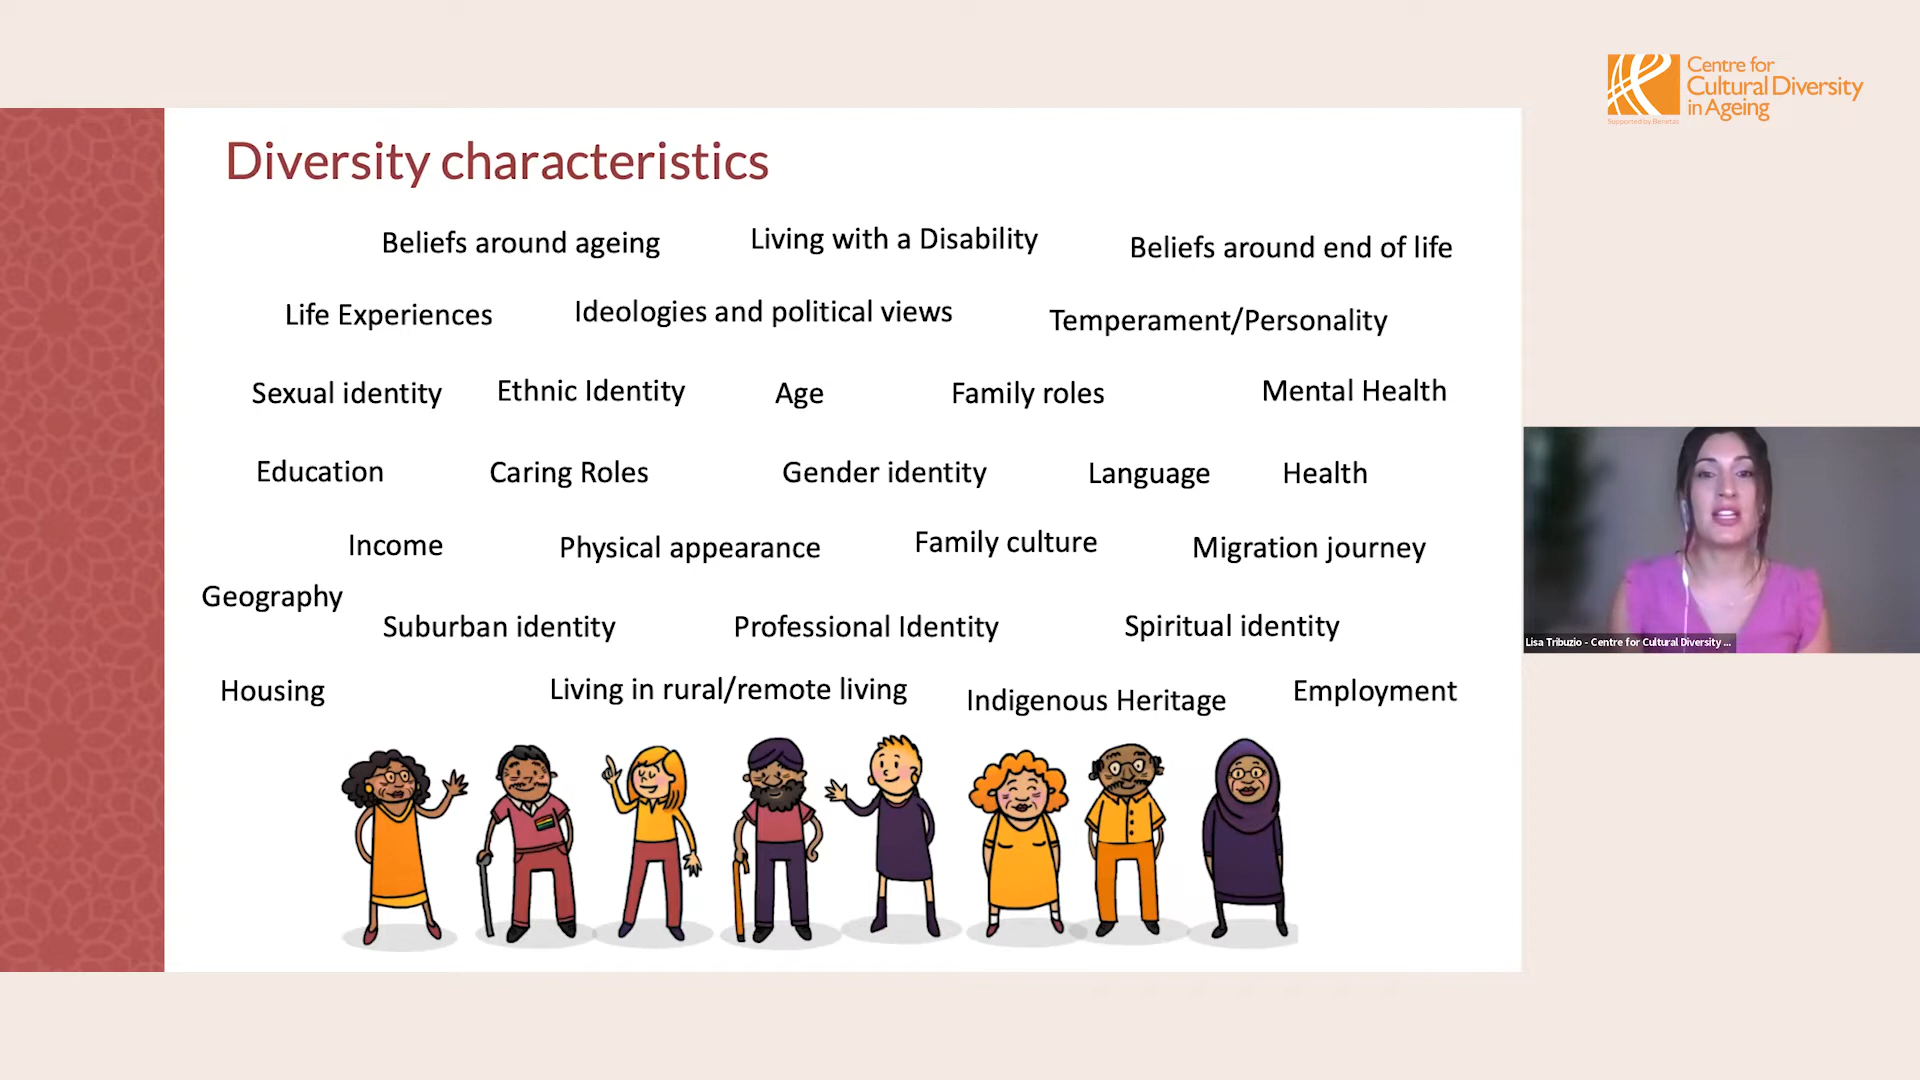 Centre for
Cultural Diversity
in Ageing
Supported by Benetas
Diversity characteristics
Beliefs around ageing
Living with a Disability
Beliefs around end of life
Life Experiences
Ideologies and political views
Temperament/Personality
Sexual identity
Ethnic Identity
Age
Family roles
Mental Health
Education
Caring Roles
Gender identity
Language
Health
Income
Physical appearance
Family culture
Migration journey
Geography
Suburban identity
Professional Identity
Spiritual identity
Housing
Living in rural/remote living
Indigenous Heritage
Employment
Lisa Tribuzio - Centre for Cultural Diversity ...